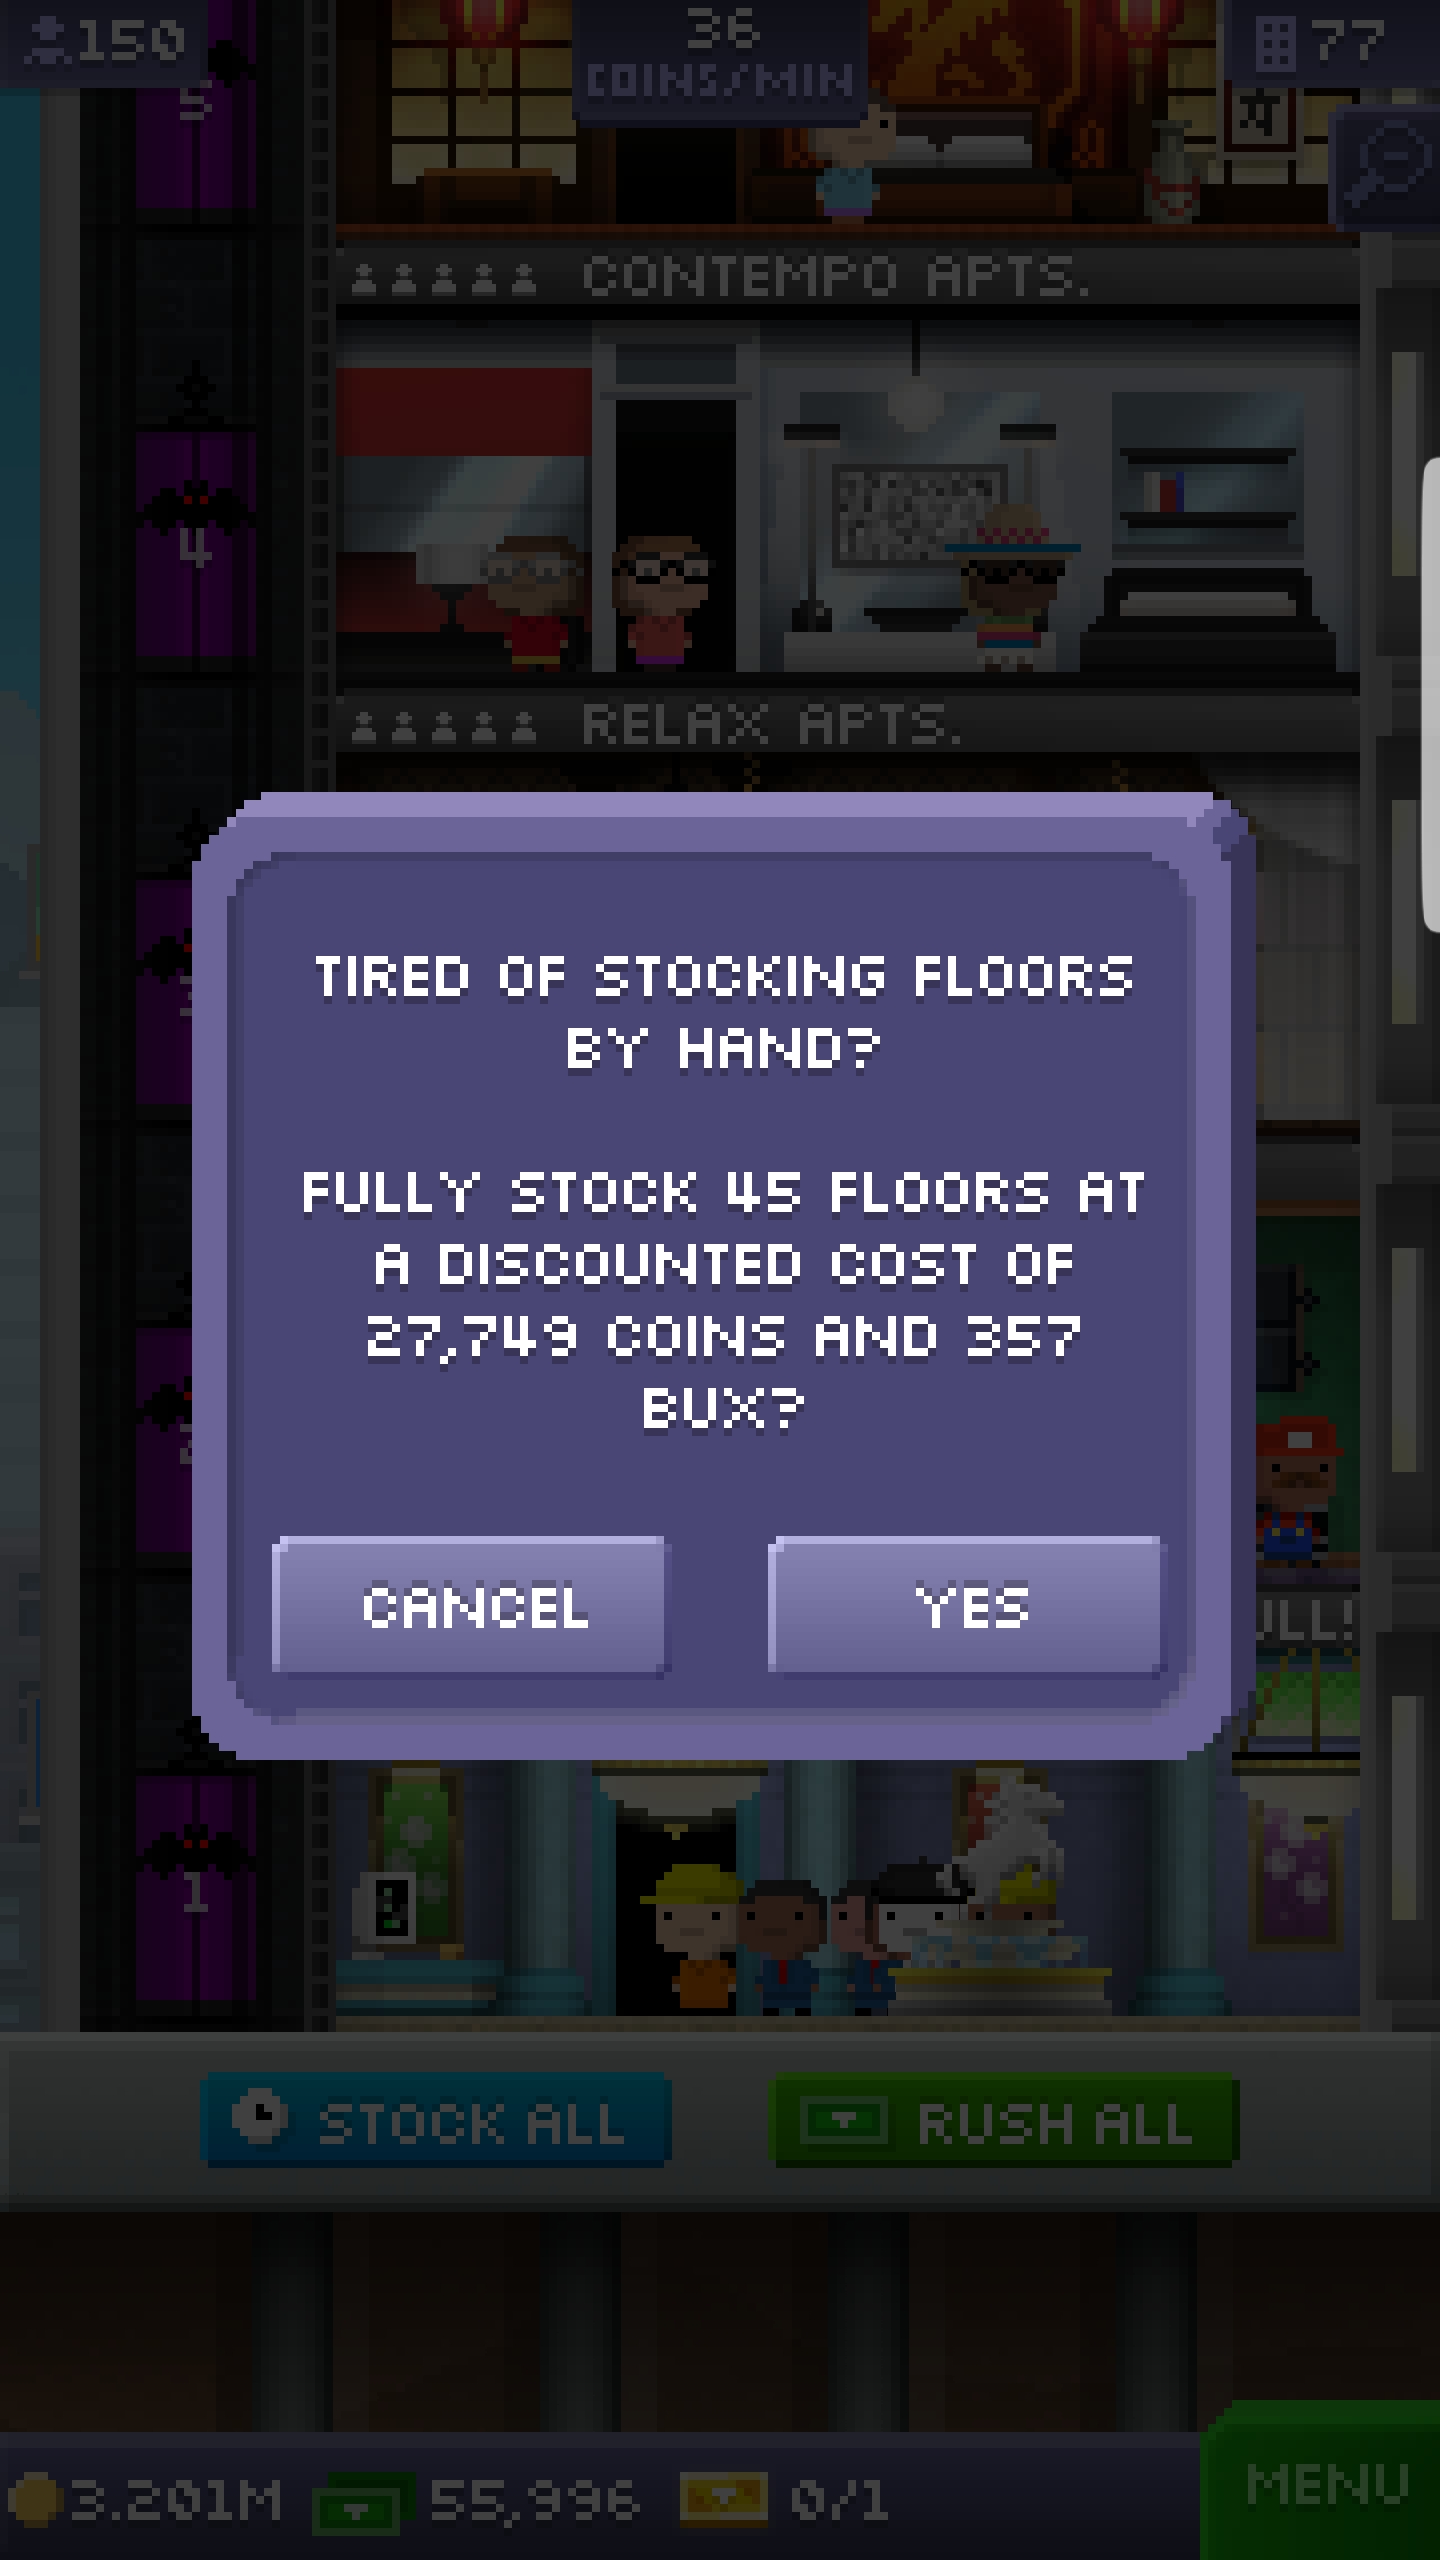 150
36
COINS/MIN
77
5
CONTEMPO APTS.
4
RELAX APTS.
TIRED OF STOCKING FLOORS
BY HAND?
FULLY STOCK 45 FLOORS AT
A DISCOUNTED COST OF
27,749 COINS AND 357
BUX?
CANCEL
YES
ULL!
1
STOCK ALL
RUSH ALL
3.201M
55,996
0/1
MENU